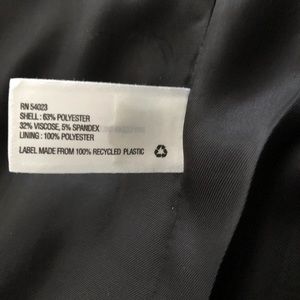 RN 54023
SHELL : 63% POLYESTER
32% VISCOSE, 5% SPANDEX
LINING : 100% POLYESTER
LABEL MADE FROM 100% RECYCLED PLASTIC